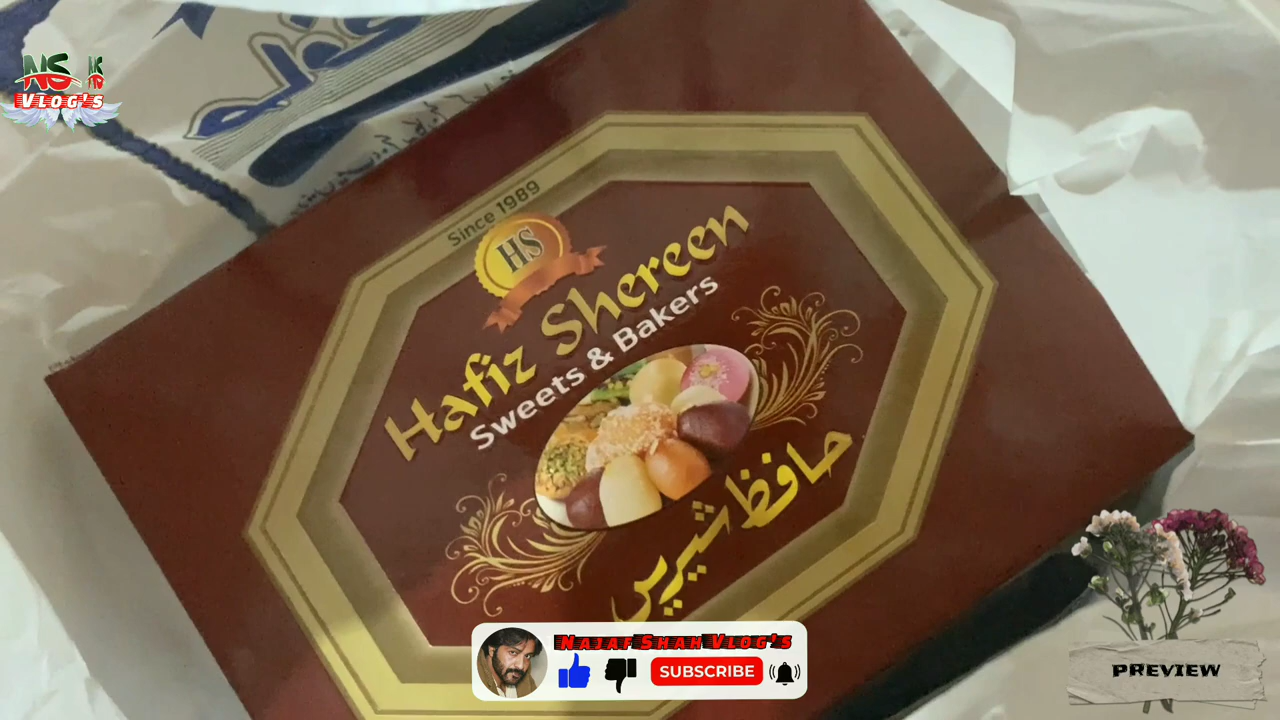 NS
Vlog's
Since 1989
HS
Hafiz Shereen
Sweets & Bakers
حافظ شیریں
Najaf Shah Vlog's
SUBSCRIBE
PREVIEW